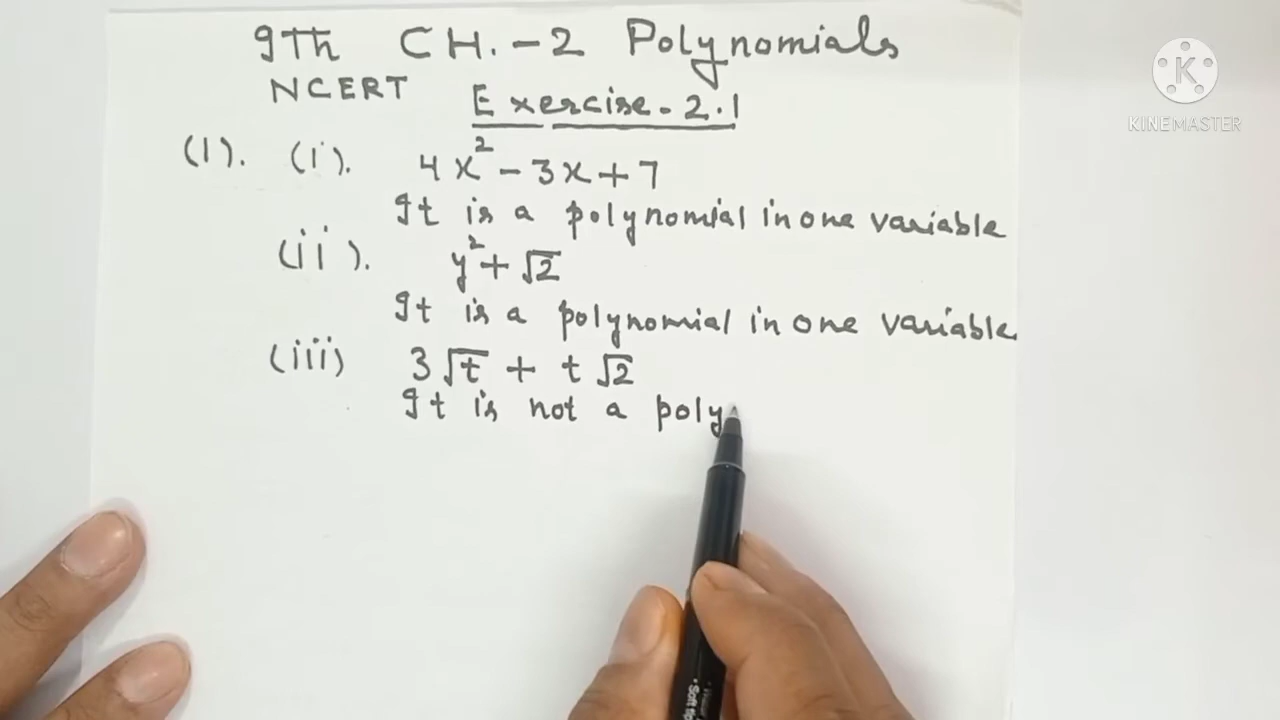 9Th CH.-2 Polynomials
NCERT
Exercise-2.1
(1). (i). 4x²-3x+7
It is a polynomial in one variable
(ii). y²+√2
It is a polynomial in one variable
(iii) 3√t + t√2
It is not a poly
K
KINEMASTER